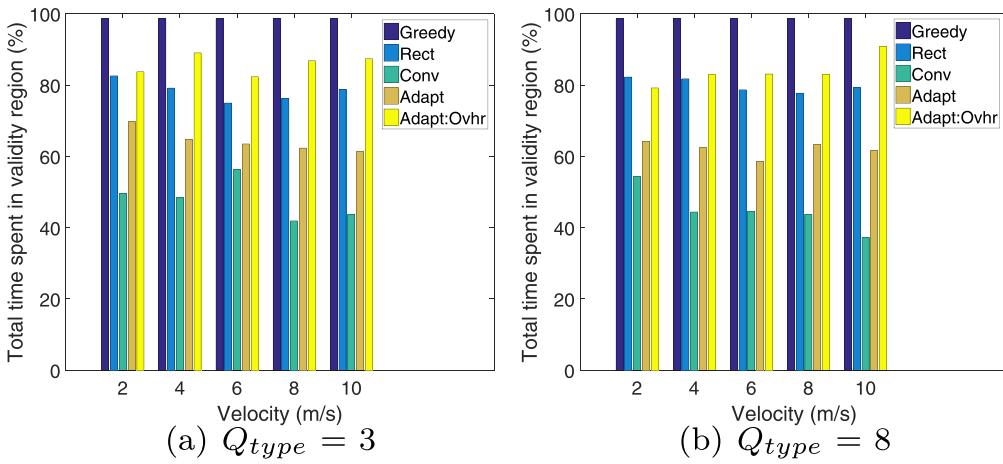 Total time spent in validity region (%)
100
80
60
40
20
0
2 4 6 8 10
Velocity (m/s)
Greedy
Rect
Conv
Adapt
Adapt:Ovhr
(a) Qtype = 3
Total time spent in validity region (%)
100
80
60
40
20
0
2 4 6 8 10
Velocity (m/s)
Greedy
Rect
Conv
Adapt
Adapt:Ovhr
(b) Qtype = 8